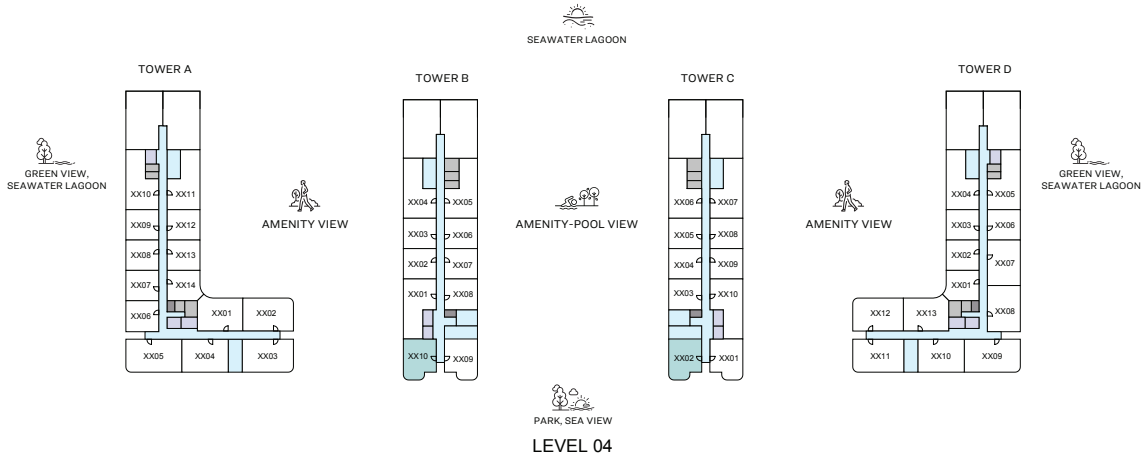 SEAWATER LAGOON
TOWER A
TOWER B
TOWER C
TOWER D
GREEN VIEW,
SEAWATER LAGOON
AMENITY VIEW
AMENITY-POOL VIEW
AMENITY VIEW
GREEN VIEW,
SEAWATER LAGOON
XX10 XX11
XX09 XX12
XX08 XX13
XX07 XX14
XX06 XX01 XX02
XX05 XX04 XX03
XX04 XX05
XX03 XX06
XX02 XX07
XX01 XX08
XX10 XX09
XX06 XX07
XX05 XX08
XX04 XX09
XX03 XX10
XX02 XX01
XX04 XX05
XX03 XX06
XX02 XX07
XX01
XX12 XX13 XX08
XX11 XX10 XX09
PARK, SEA VIEW
LEVEL 04